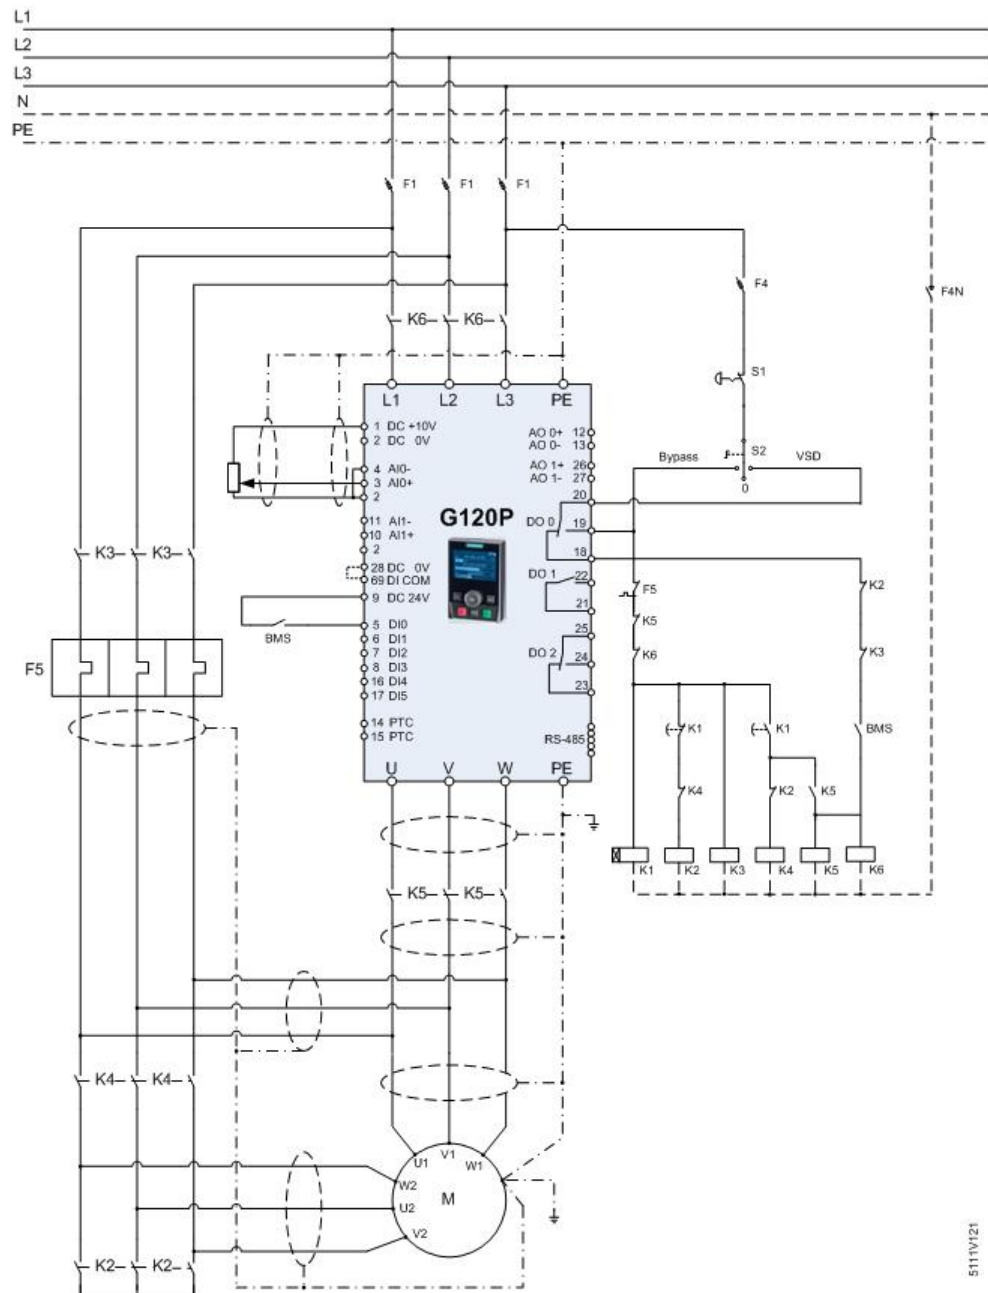 L1
L2
L3
N
PE
F1 F1 F1
F4
F4N
K6 K6
S1
L1 L2 L3 PE
1 DC +10V
2 DC 0V
AO 0+ 12
AO 0- 13
S2
Bypass VSD
0
4 AI0-
3 AI0+
2
AO 1+ 26
AO 1- 27
20
G120P
DO 0 19
11 AI1-
10 AI1+
2
18
K3 K3
28 DC 0V
69 DI COM
9 DC 24V
DO 1 22
21
F5
K2
BMS
5 DI0
6 DI1
7 DI2
8 DI3
16 DI4
17 DI5
25
DO 2 24
23
K5
K6
K3
F5
14 PTC
15 PTC
RS-485
K1 K1 BMS
U V W PE
K4 K2 K5
K1 K2 K3 K4 K5 K6
K5 K5
K4 K4
U1 V1 W1
W2
U2
V2
M
K2 K2
5111V121